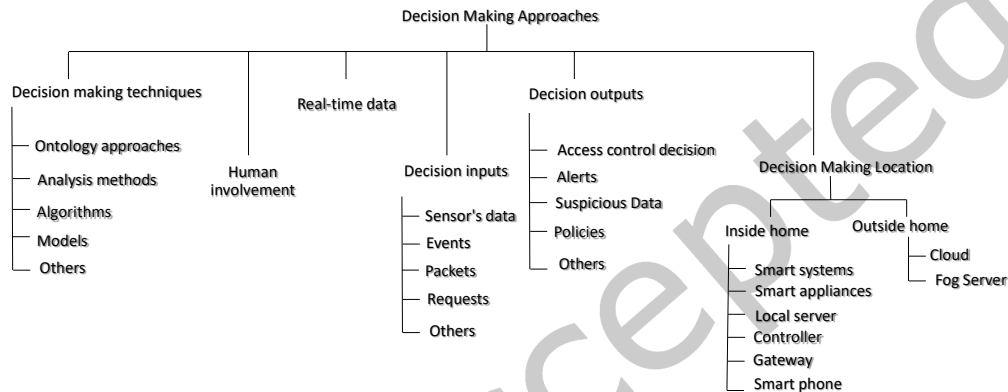 Decision Making Approaches
Decision making techniques
Ontology approaches
Analysis methods
Algorithms
Models
Others
Human
involvement
Real-time data
Decision inputs
Sensor's data
Events
Packets
Requests
Others
Decision outputs
Access control decision
Alerts
Suspicious Data
Policies
Others
Decision Making Location
Inside home
Smart systems
Smart appliances
Local server
Controller
Gateway
Smart phone
Outside home
Cloud
Fog Server
cepted